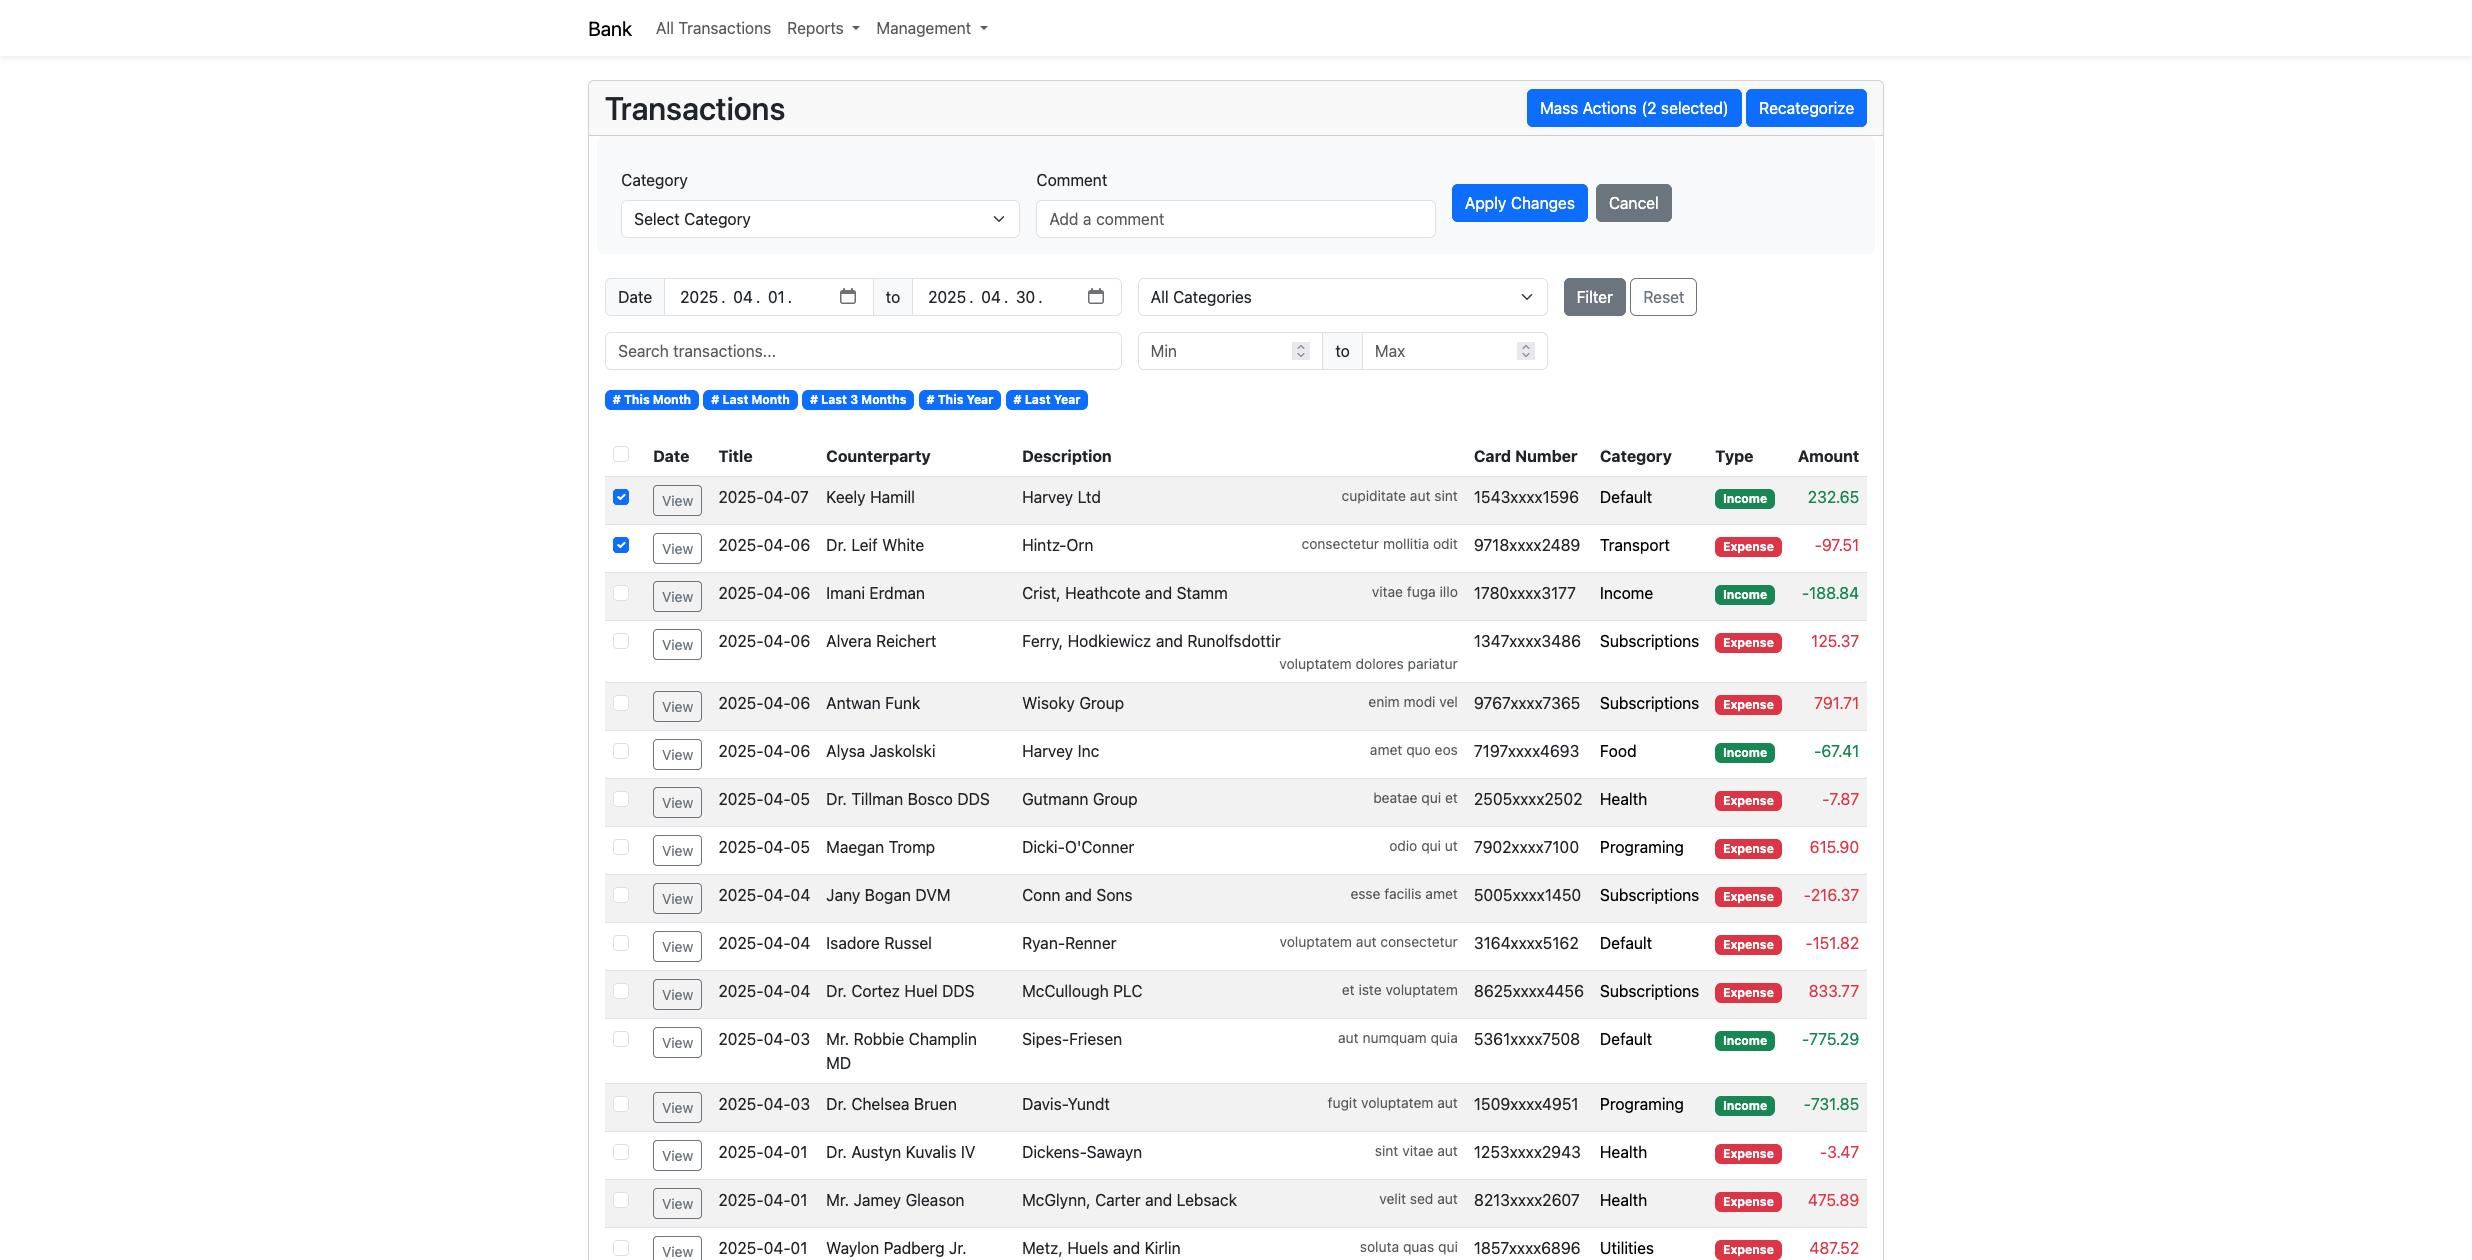 Bank All Transactions Reports Management
Transactions Mass Actions (2 selected) Recategorize
Category Comment
Select Category Add a comment Apply Changes Cancel
Date 2025. 04. 01. to 2025. 04. 30. All Categories Filter Reset
Search transactions... Min to Max
# This Month # Last Month # Last 3 Months # This Year # Last Year
Date Title Counterparty Description Card Number Category Type Amount
View 2025-04-07 Keely Hamill Harvey Ltd cupiditate aut sint 1543xxxx1596 Default Income 232.65
View 2025-04-06 Dr. Leif White Hintz-Orn consectetur mollitia odit 9718xxxx2489 Transport Expense -97.51
View 2025-04-06 Imani Erdman Crist, Heathcote and Stamm vitae fuga illo 1780xxxx3177 Income Income -188.84
View 2025-04-06 Alvera Reichert Ferry, Hodkiewicz and Runolfsdottir 1347xxxx3486 Subscriptions Expense 125.37
voluptatem dolores pariatur
View 2025-04-06 Antwan Funk Wisoky Group enim modi vel 9767xxxx7365 Subscriptions Expense 791.71
View 2025-04-06 Alysa Jaskolski Harvey Inc amet quo eos 7197xxxx4693 Food Income -67.41
View 2025-04-05 Dr. Tillman Bosco DDS Gutmann Group beatae qui et 2505xxxx2502 Health Expense -7.87
View 2025-04-05 Maegan Tromp Dicki-O'Conner odio qui ut 7902xxxx7100 Programing Expense 615.90
View 2025-04-04 Jany Bogan DVM Conn and Sons esse facilis amet 5005xxxx1450 Subscriptions Expense -216.37
View 2025-04-04 Isadore Russel Ryan-Renner voluptatem aut consectetur 3164xxxx5162 Default Expense -151.82
View 2025-04-04 Dr. Cortez Huel DDS McCullough PLC et iste voluptatem 8625xxxx4456 Subscriptions Expense 833.77
View 2025-04-03 Mr. Robbie Champlin Sipes-Friesen aut numquam quia 5361xxxx7508 Default Income -775.29
MD
View 2025-04-03 Dr. Chelsea Bruen Davis-Yundt fugit voluptatem aut 1509xxxx4951 Programing Income -731.85
View 2025-04-01 Dr. Austyn Kuvalis IV Dickens-Sawayn sint vitae aut 1253xxxx2943 Health Expense -3.47
View 2025-04-01 Mr. Jamey Gleason McGlynn, Carter and Lebsack velit sed aut 8213xxxx2607 Health Expense 475.89
View 2025-04-01 Waylon Padberg Jr. Metz, Huels and Kirlin soluta quas qui 1857xxxx6896 Utilities Expense 487.52